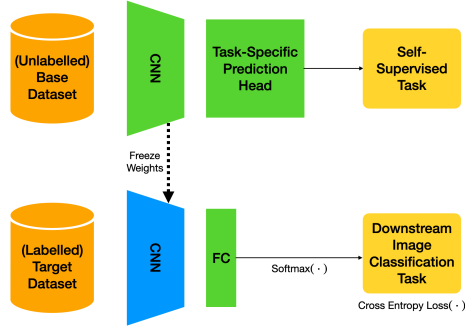 (Unlabelled)
Base
Dataset
CNN
Task-Specific
Prediction
Head
Self-
Supervised
Task
Freeze
Weights
(Labelled)
Target
Dataset
CNN
FC
Softmax( · )
Downstream
Image
Classification
Task
Cross Entropy Loss( · )